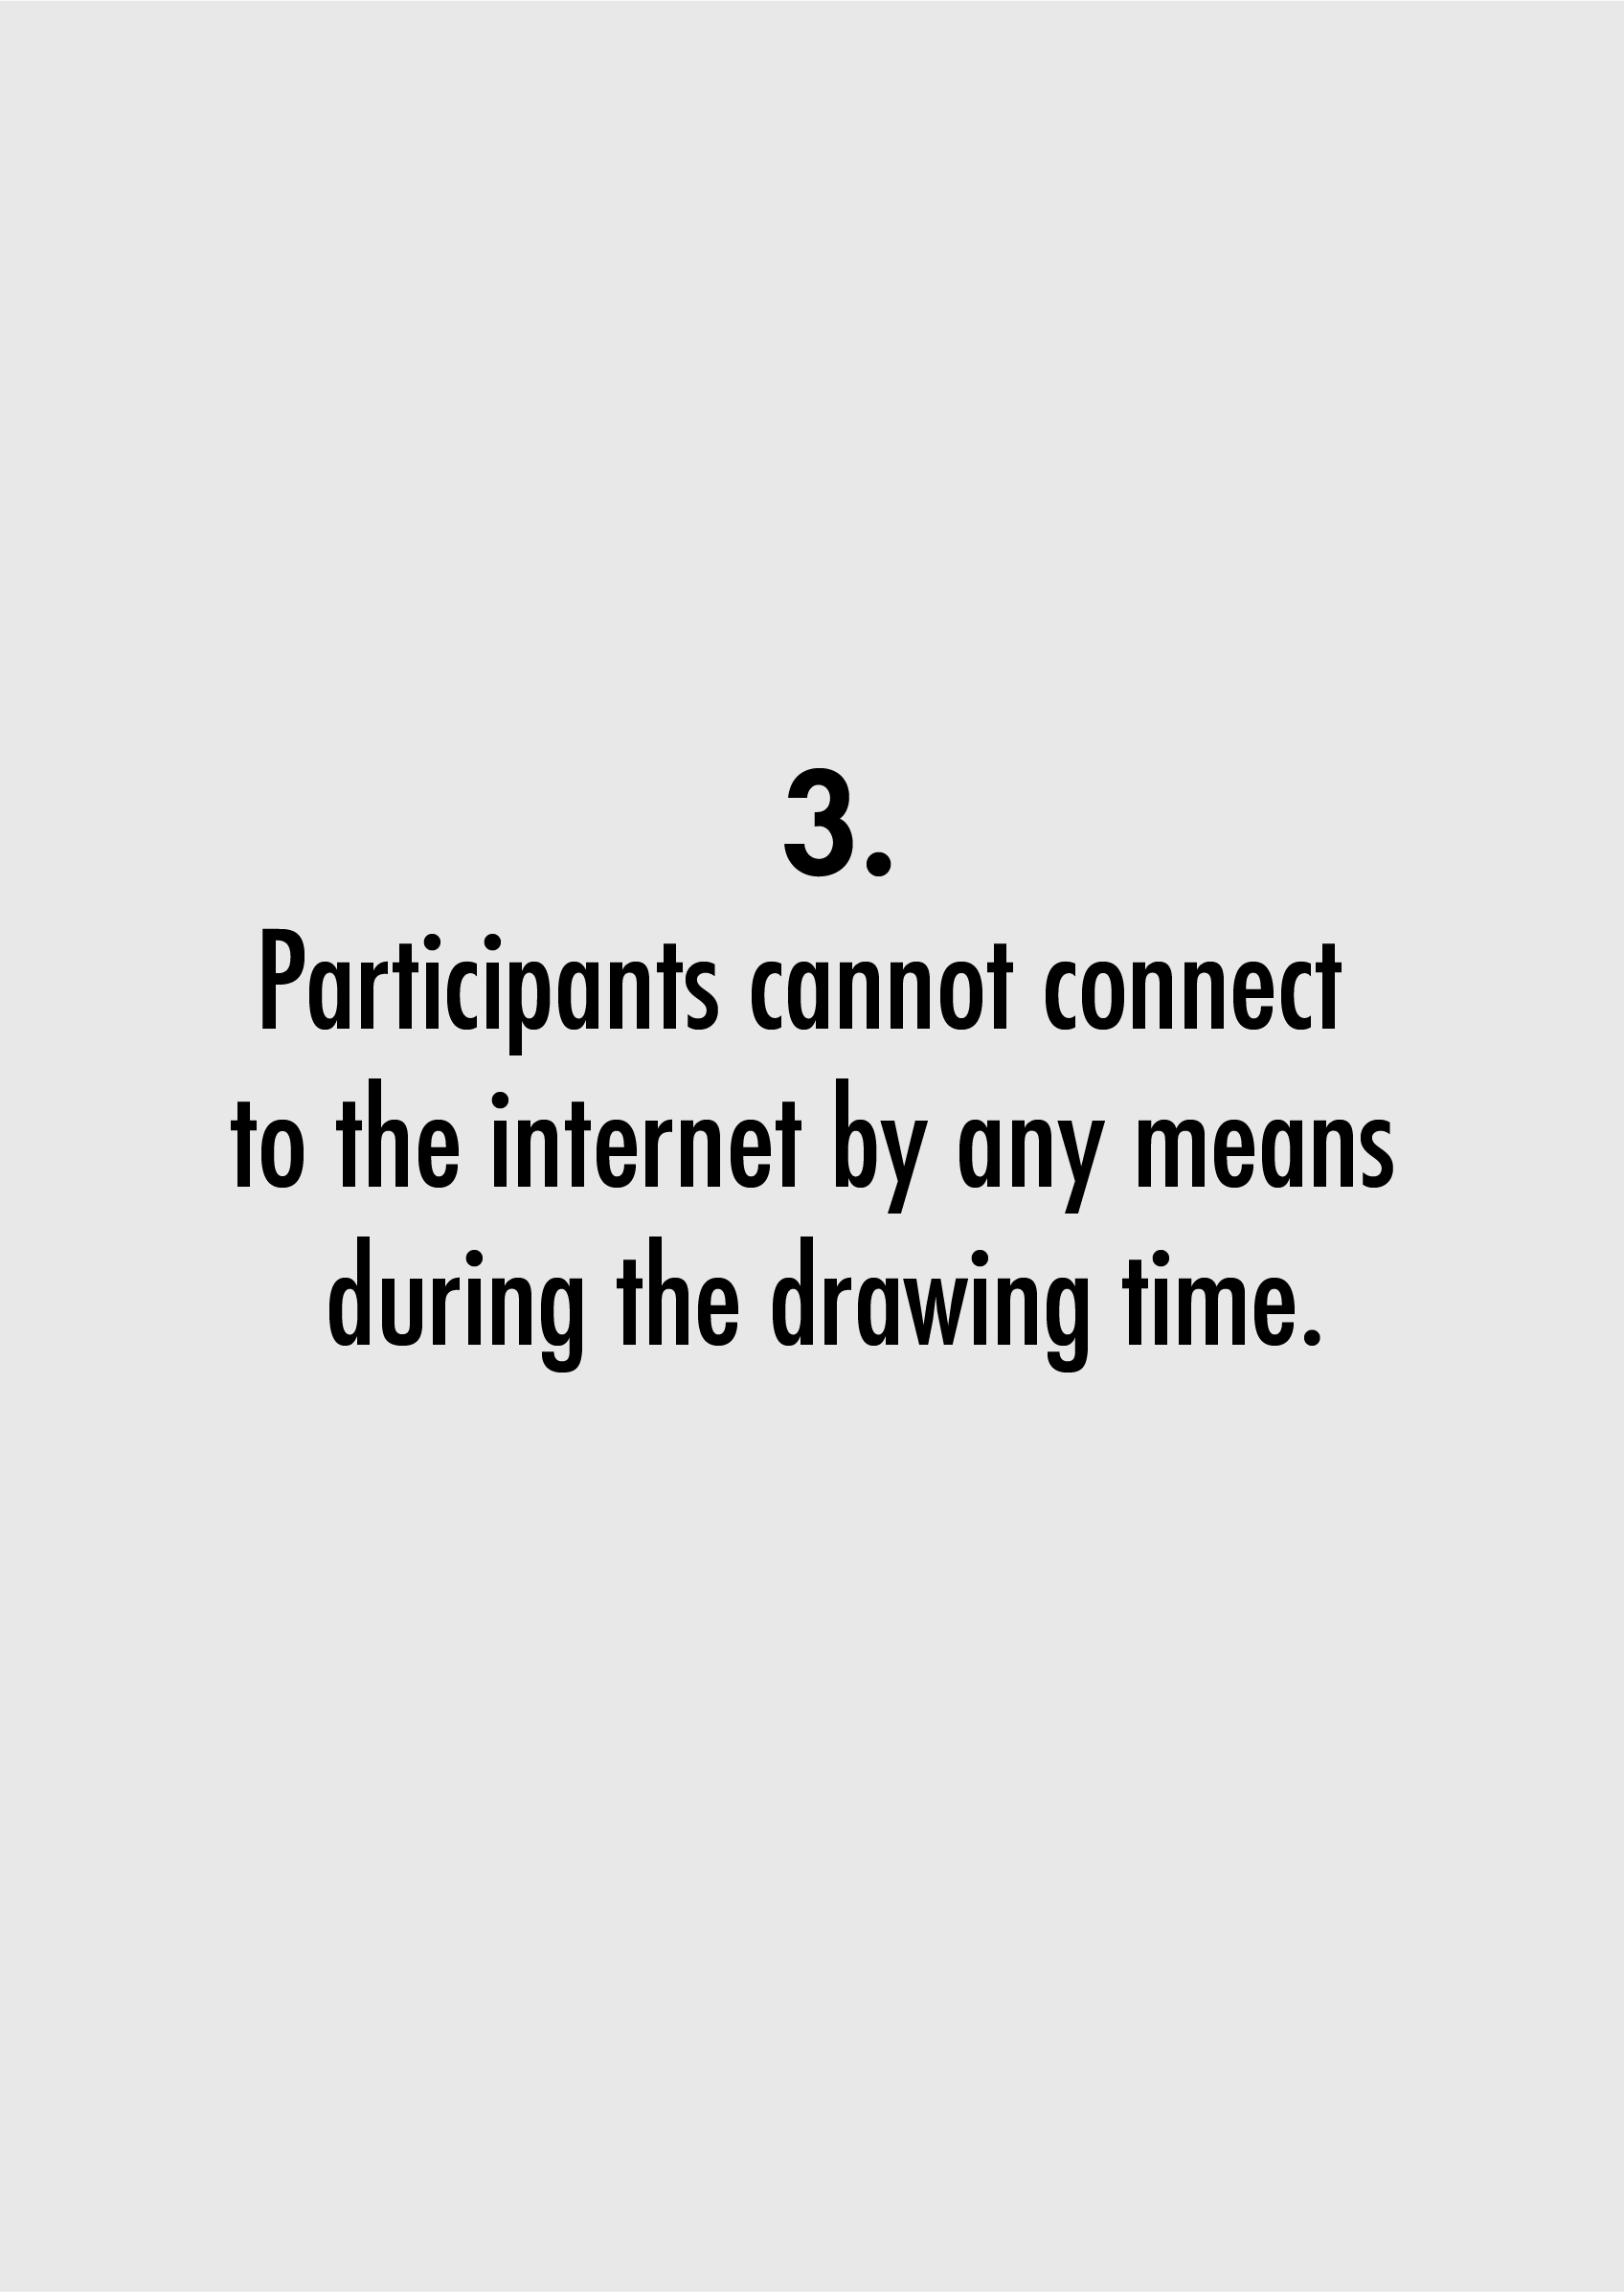 3.
Participants cannot connect
to the internet by any means
during the drawing time.